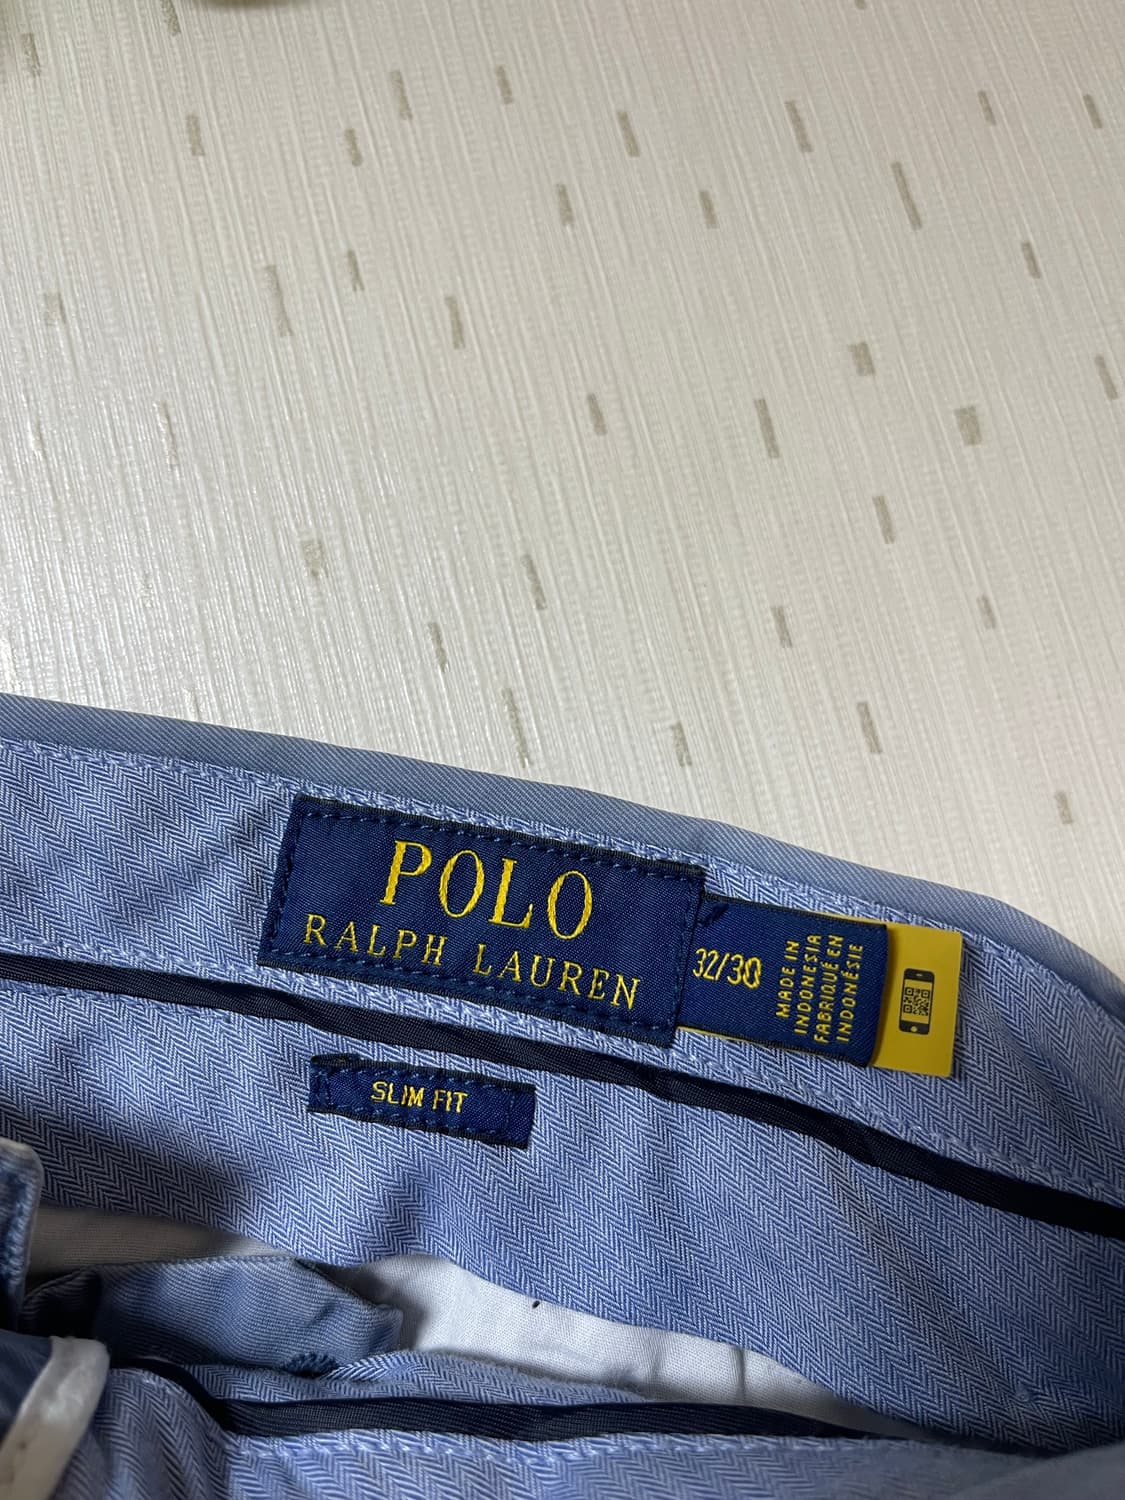 POLO
RALPH LAUREN
32/30
MADE IN
INDONESIA
FABRIQUÉ EN
INDONÉSIE
SLIM FIT